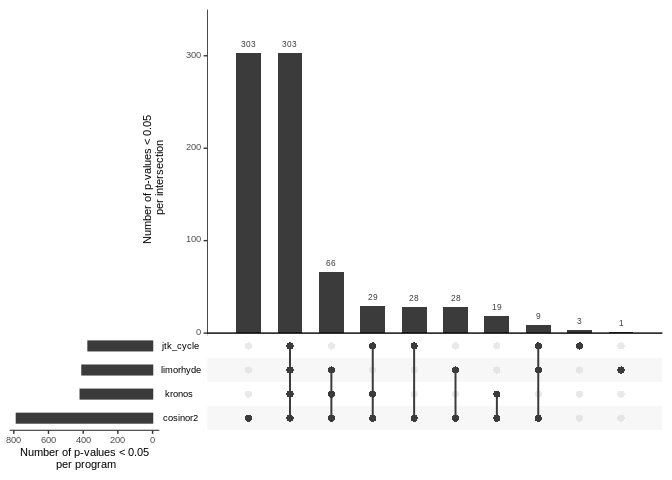 303 303
300
Number of p-values < 0.05
per intersection
200
100
66
29 28 28
19
9
3
1
0
jtk_cycle
limorhyde
kronos
cosinor2
800 600 400 200 0
Number of p-values < 0.05
per program